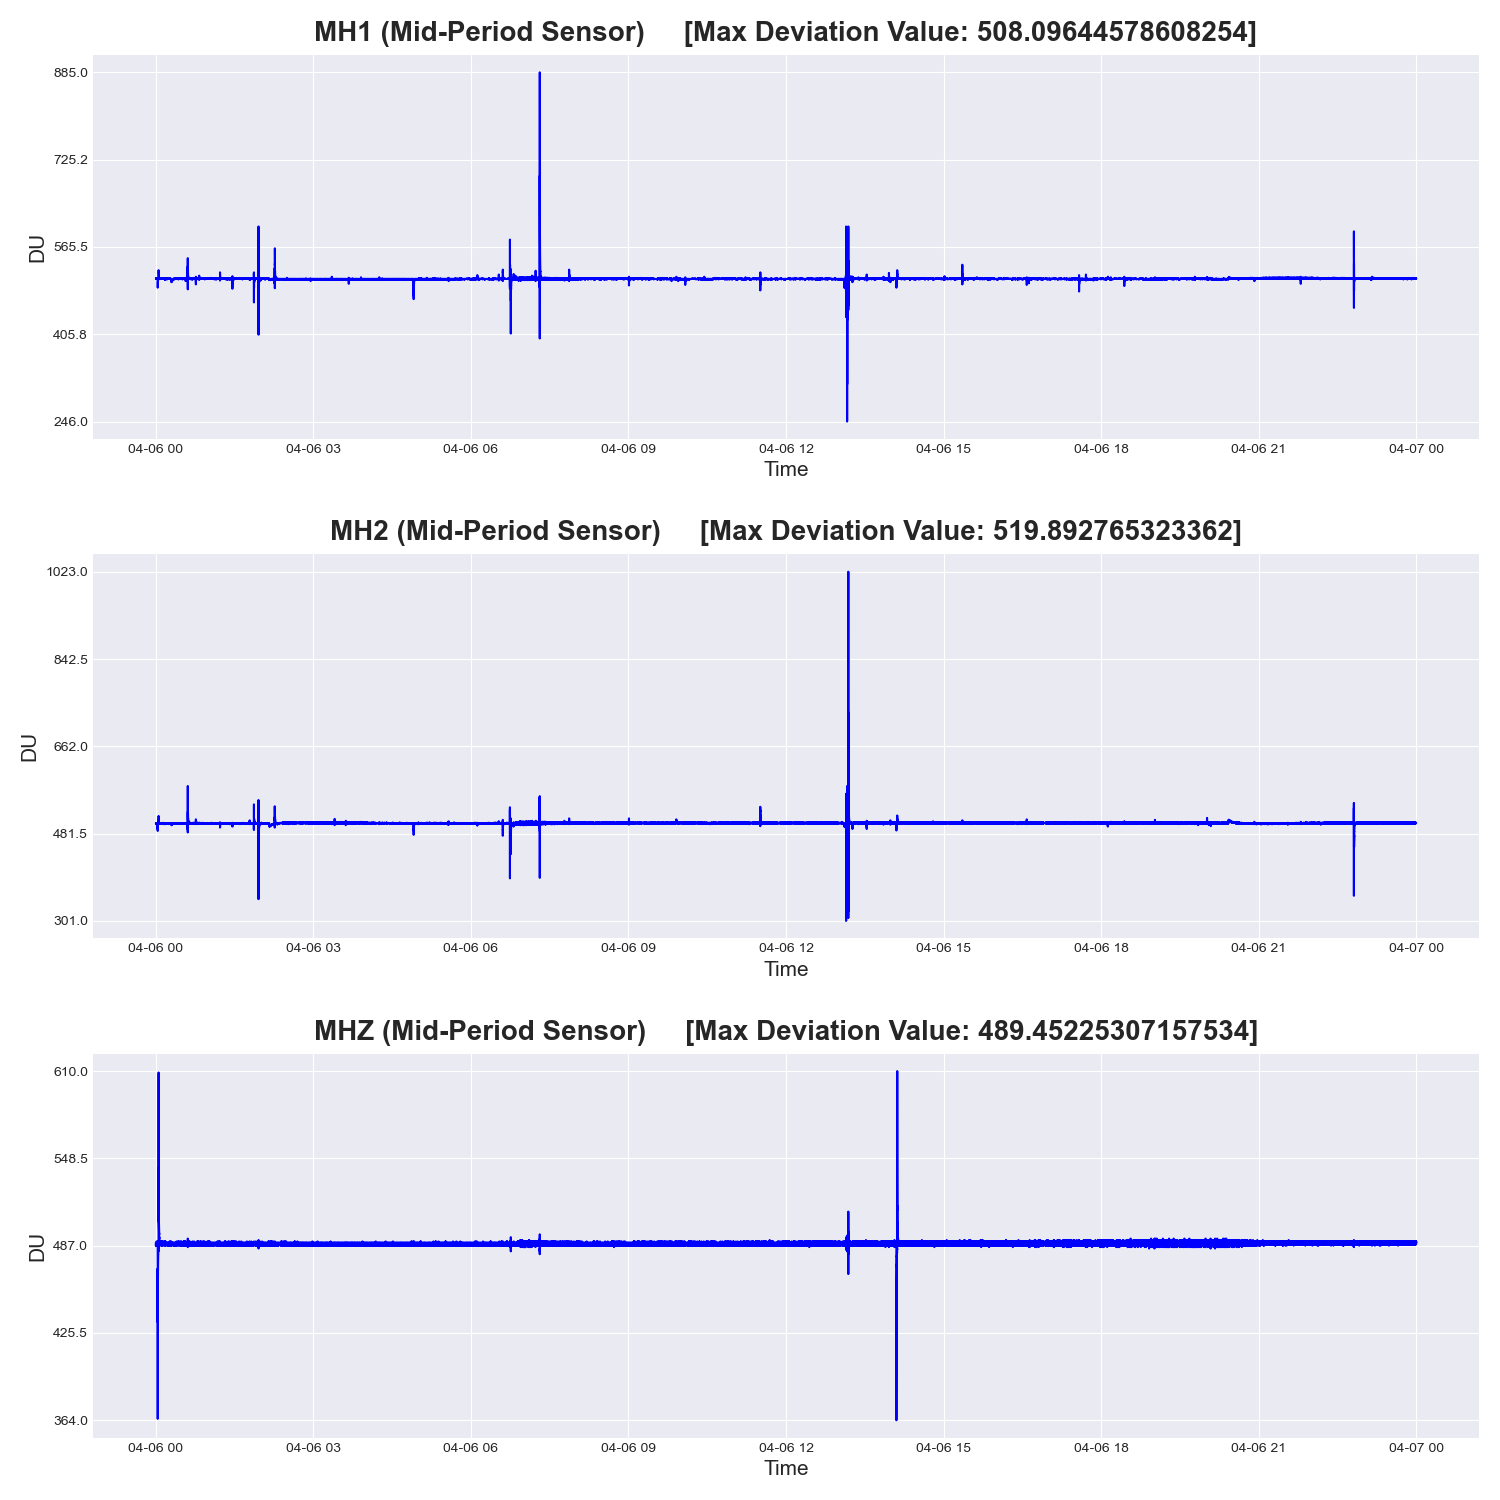 MH1 (Mid-Period Sensor) [Max Deviation Value: 508.09644578608254]
885.0
725.2
565.5
405.8
246.0
DU
04-06 00 04-06 03 04-06 06 04-06 09 04-06 12 04-06 15 04-06 18 04-06 21 04-07 00
Time
MH2 (Mid-Period Sensor) [Max Deviation Value: 519.892765323362]
1023.0
842.5
662.0
481.5
301.0
DU
04-06 00 04-06 03 04-06 06 04-06 09 04-06 12 04-06 15 04-06 18 04-06 21 04-07 00
Time
MHZ (Mid-Period Sensor) [Max Deviation Value: 489.45225307157534]
610.0
548.5
487.0
425.5
364.0
DU
04-06 00 04-06 03 04-06 06 04-06 09 04-06 12 04-06 15 04-06 18 04-06 21 04-07 00
Time